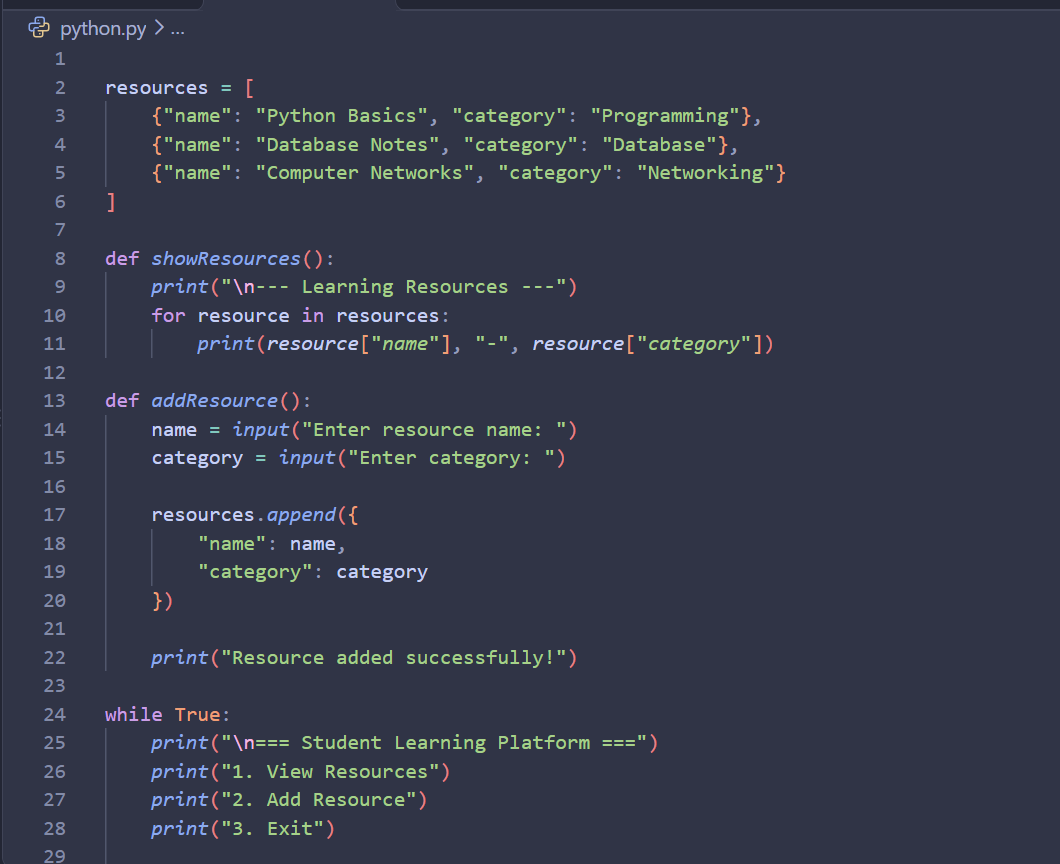 python.py > ...
1
2 resources = [
3     {"name": "Python Basics", "category": "Programming"},
4     {"name": "Database Notes", "category": "Database"},
5     {"name": "Computer Networks", "category": "Networking"}
6 ]
7
8 def showResources():
9     print("\n--- Learning Resources ---")
10     for resource in resources:
11         print(resource["name"], "-", resource["category"])
12
13 def addResource():
14     name = input("Enter resource name: ")
15     category = input("Enter category: ")
16
17     resources.append({
18         "name": name,
19         "category": category
20     })
21
22     print("Resource added successfully!")
23
24 while True:
25     print("\n=== Student Learning Platform ===")
26     print("1. View Resources")
27     print("2. Add Resource")
28     print("3. Exit")
29